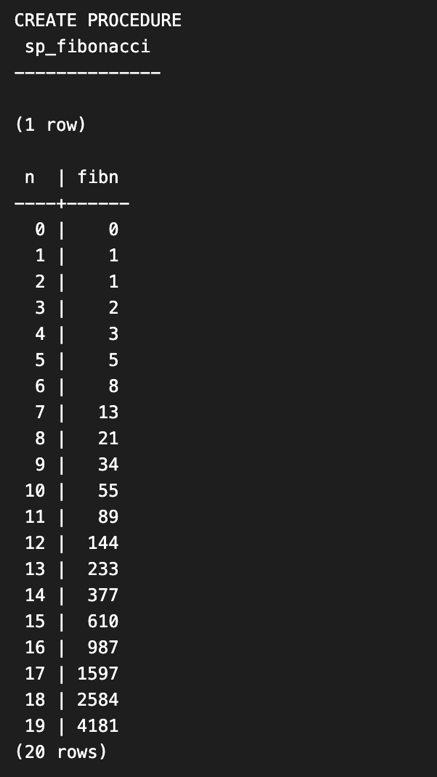 CREATE PROCEDURE
 sp_fibonacci
--------------

(1 row)

 n  | fibn
----+------
  0 |    0
  1 |    1
  2 |    1
  3 |    2
  4 |    3
  5 |    5
  6 |    8
  7 |   13
  8 |   21
  9 |   34
 10 |   55
 11 |   89
 12 |  144
 13 |  233
 14 |  377
 15 |  610
 16 |  987
 17 | 1597
 18 | 2584
 19 | 4181
(20 rows)